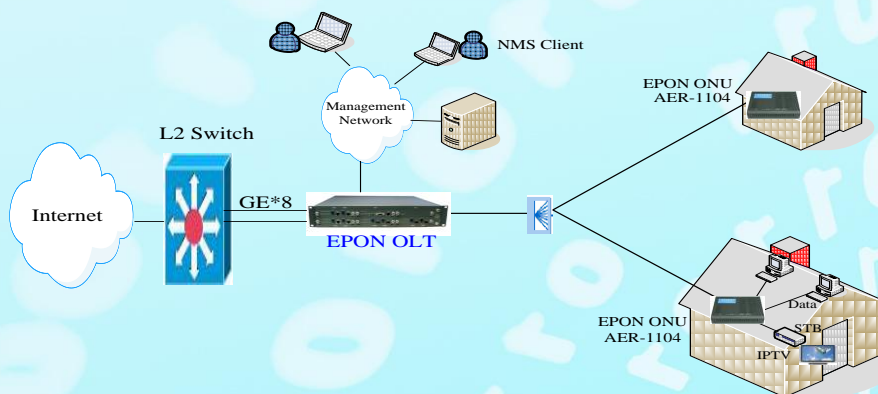 NMS Client
Management
Network
L2 Switch
Internet
GE*8
EPON OLT
EPON ONU
AER-1104
EPON ONU
AER-1104
Data
STB
IPTV